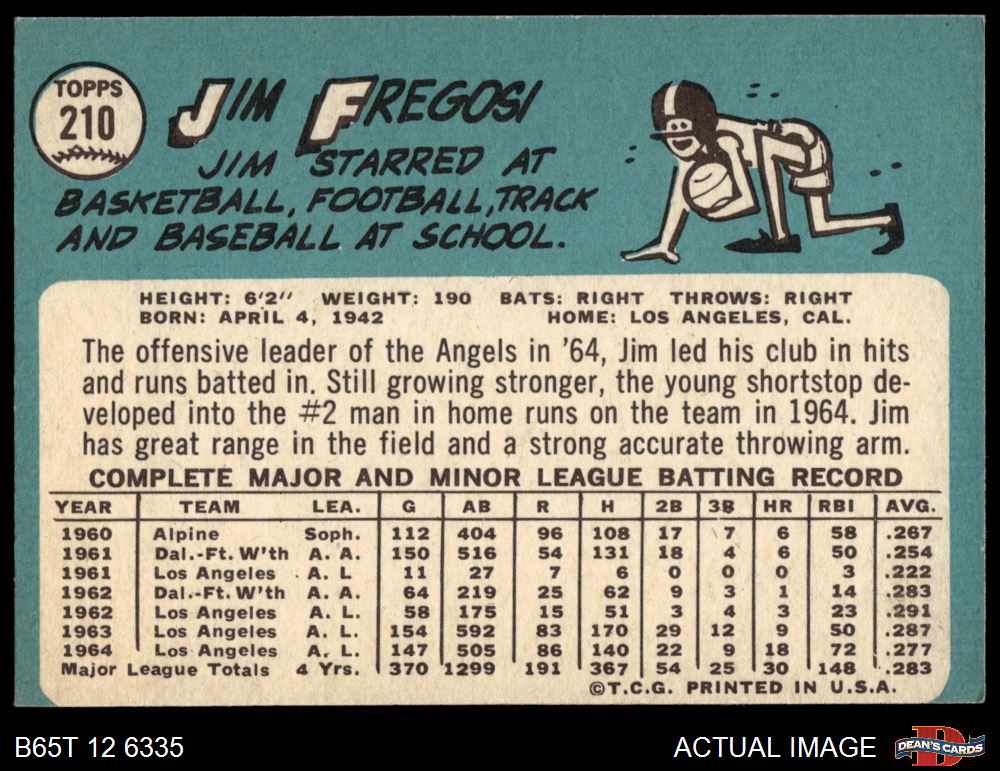 TOPPS
210
JIM FREGOSI
JIM STARRED AT
BASKETBALL, FOOTBALL, TRACK
AND BASEBALL AT SCHOOL.
HEIGHT: 6'2" WEIGHT: 190 BATS: RIGHT THROWS: RIGHT
BORN: APRIL 4, 1942 HOME: LOS ANGELES, CAL.
The offensive leader of the Angels in '64, Jim led his club in hits
and runs batted in. Still growing stronger, the young shortstop de-
veloped into the #2 man in home runs on the team in 1964. Jim
has great range in the field and a strong accurate throwing arm.
COMPLETE MAJOR AND MINOR LEAGUE BATTING RECORD
YEAR TEAM LEA. G AB R H 2B 3B HR RBI AVG.
1960 Alpine Soph. 112 404 96 108 17 7 6 58 .267
1961 Dal.-Ft. W'th A. A. 150 516 54 131 18 4 6 50 .254
1961 Los Angeles A. L 11 27 7 6 0 0 0 3 .222
1962 Dal.-Ft. W'th A. A. 64 219 25 62 9 3 1 14 .283
1962 Los Angeles A. L. 58 175 15 51 3 4 3 23 .291
1963 Los Angeles A. L. 154 592 83 170 29 12 9 50 .287
1964 Los Angeles A. L. 147 505 86 140 22 9 18 72 .277
Major League Totals 4 Yrs. 370 1299 191 367 54 25 30 148 .283
©T.C.G. PRINTED IN U.S.A.
B65T 12 6335 ACTUAL IMAGE DEAN'S CARDS